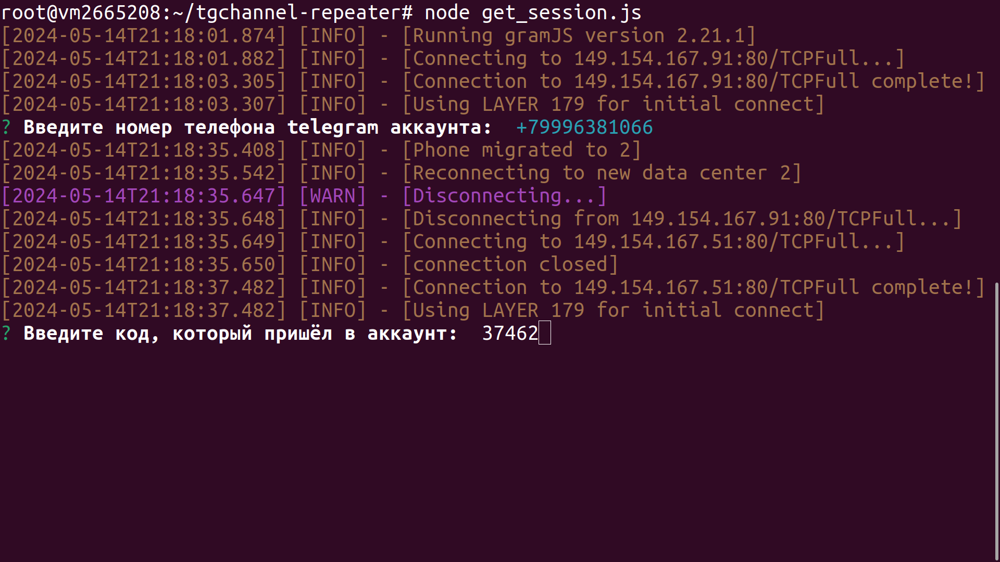 root@vm2665208:~/tgchannel-repeater# node get_session.js
[2024-05-14T21:18:01.874] [INFO] - [Running gramJS version 2.21.1]
[2024-05-14T21:18:01.882] [INFO] - [Connecting to 149.154.167.91:80/TCPFull...]
[2024-05-14T21:18:03.305] [INFO] - [Connection to 149.154.167.91:80/TCPFull complete!]
[2024-05-14T21:18:03.307] [INFO] - [Using LAYER 179 for initial connect]
? Введите номер телефона telegram аккаунта:  +79996381066
[2024-05-14T21:18:35.408] [INFO] - [Phone migrated to 2]
[2024-05-14T21:18:35.542] [INFO] - [Reconnecting to new data center 2]
[2024-05-14T21:18:35.647] [WARN] - [Disconnecting...]
[2024-05-14T21:18:35.648] [INFO] - [Disconnecting from 149.154.167.91:80/TCPFull...]
[2024-05-14T21:18:35.649] [INFO] - [Connecting to 149.154.167.51:80/TCPFull...]
[2024-05-14T21:18:35.650] [INFO] - [connection closed]
[2024-05-14T21:18:37.482] [INFO] - [Connection to 149.154.167.51:80/TCPFull complete!]
[2024-05-14T21:18:37.482] [INFO] - [Using LAYER 179 for initial connect]
? Введите код, который пришёл в аккаунт:  37462